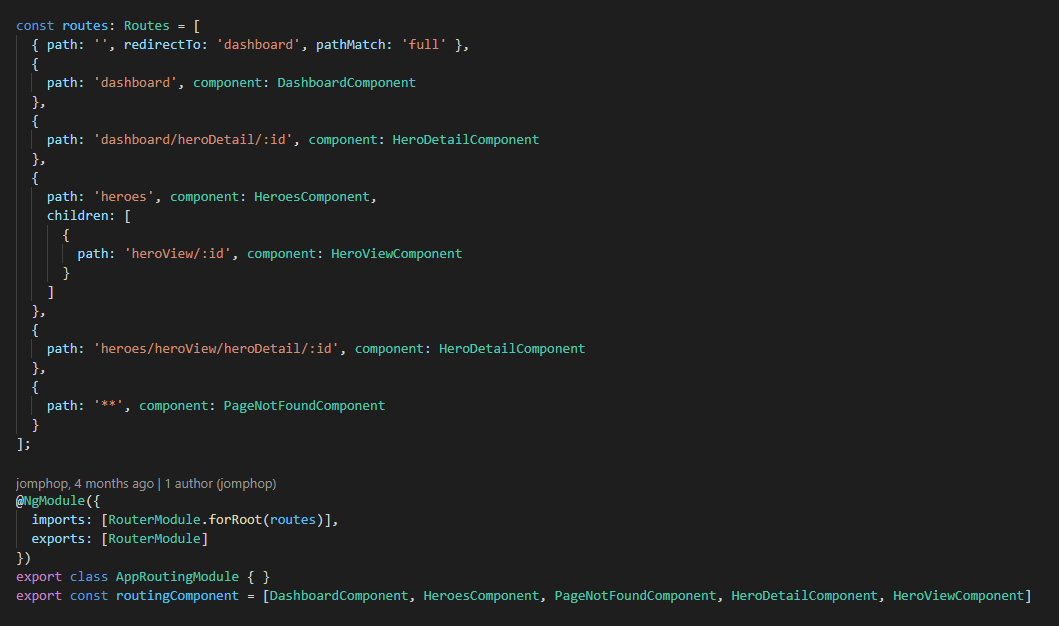 const routes: Routes = [
  { path: '', redirectTo: 'dashboard', pathMatch: 'full' },
  {
    path: 'dashboard', component: DashboardComponent
  },
  {
    path: 'dashboard/heroDetail/:id', component: HeroDetailComponent
  },
  {
    path: 'heroes', component: HeroesComponent,
    children: [
      {
        path: 'heroView/:id', component: HeroViewComponent
      }
    ]
  },
  {
    path: 'heroes/heroView/heroDetail/:id', component: HeroDetailComponent
  },
  {
    path: '**', component: PageNotFoundComponent
  }
];
jomphop, 4 months ago | 1 author (jomphop)
@NgModule({
  imports: [RouterModule.forRoot(routes)],
  exports: [RouterModule]
})
export class AppRoutingModule { }
export const routingComponent = [DashboardComponent, HeroesComponent, PageNotFoundComponent, HeroDetailComponent, HeroViewComponent]